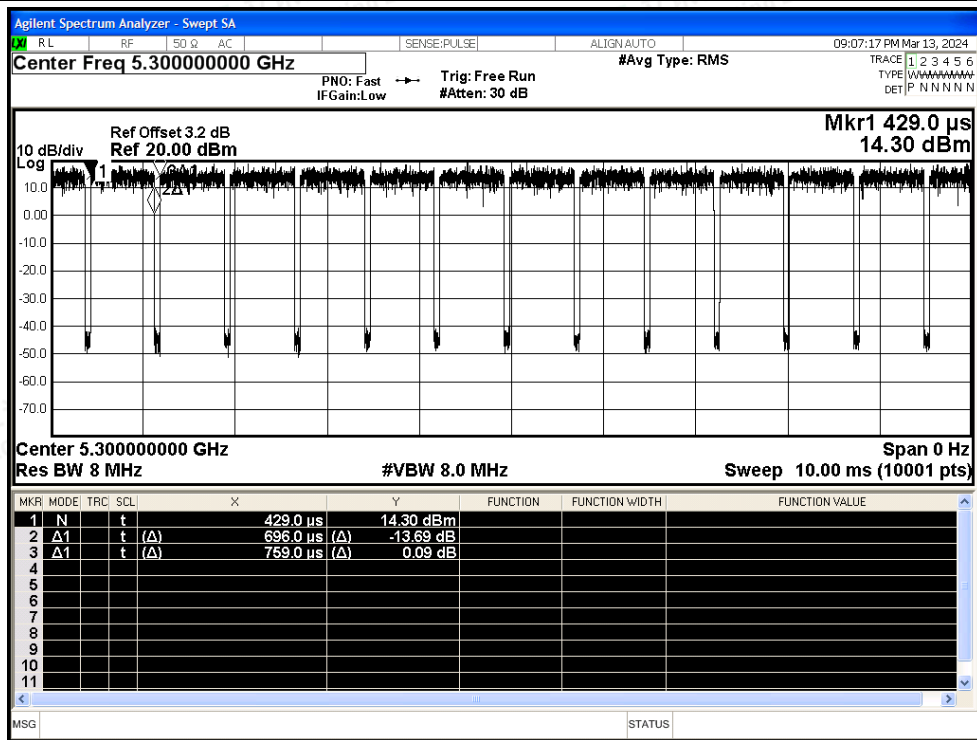 Agilent Spectrum Analyzer - Swept SA
LXI RL RF 50 Ω AC SENSE:PULSE ALIGN AUTO 09:07:17 PM Mar 13, 2024
Center Freq 5.300000000 GHz #Avg Type: RMS TRACE 1 2 3 4 5 6
PNO: Fast Trig: Free Run TYPE
IFGain:Low #Atten: 30 dB DET P N N N N N
Mkr1 429.0 µs
Ref Offset 3.2 dB
10 dB/div Ref 20.00 dBm 14.30 dBm
Log
1
10.0
0.00
-10.0
-20.0
-30.0
-40.0
-50.0
-60.0
-70.0
Center 5.300000000 GHz Span 0 Hz
Res BW 8 MHz #VBW 8.0 MHz Sweep 10.00 ms (10001 pts)
MKR MODE TRC SCL X Y FUNCTION FUNCTION WIDTH FUNCTION VALUE
1 N t 429.0 µs 14.30 dBm
2 Δ1 t (Δ) 696.0 µs (Δ) -13.69 dB
3 Δ1 t (Δ) 759.0 µs (Δ) 0.09 dB
4
5
6
7
8
9
10
11
MSG STATUS